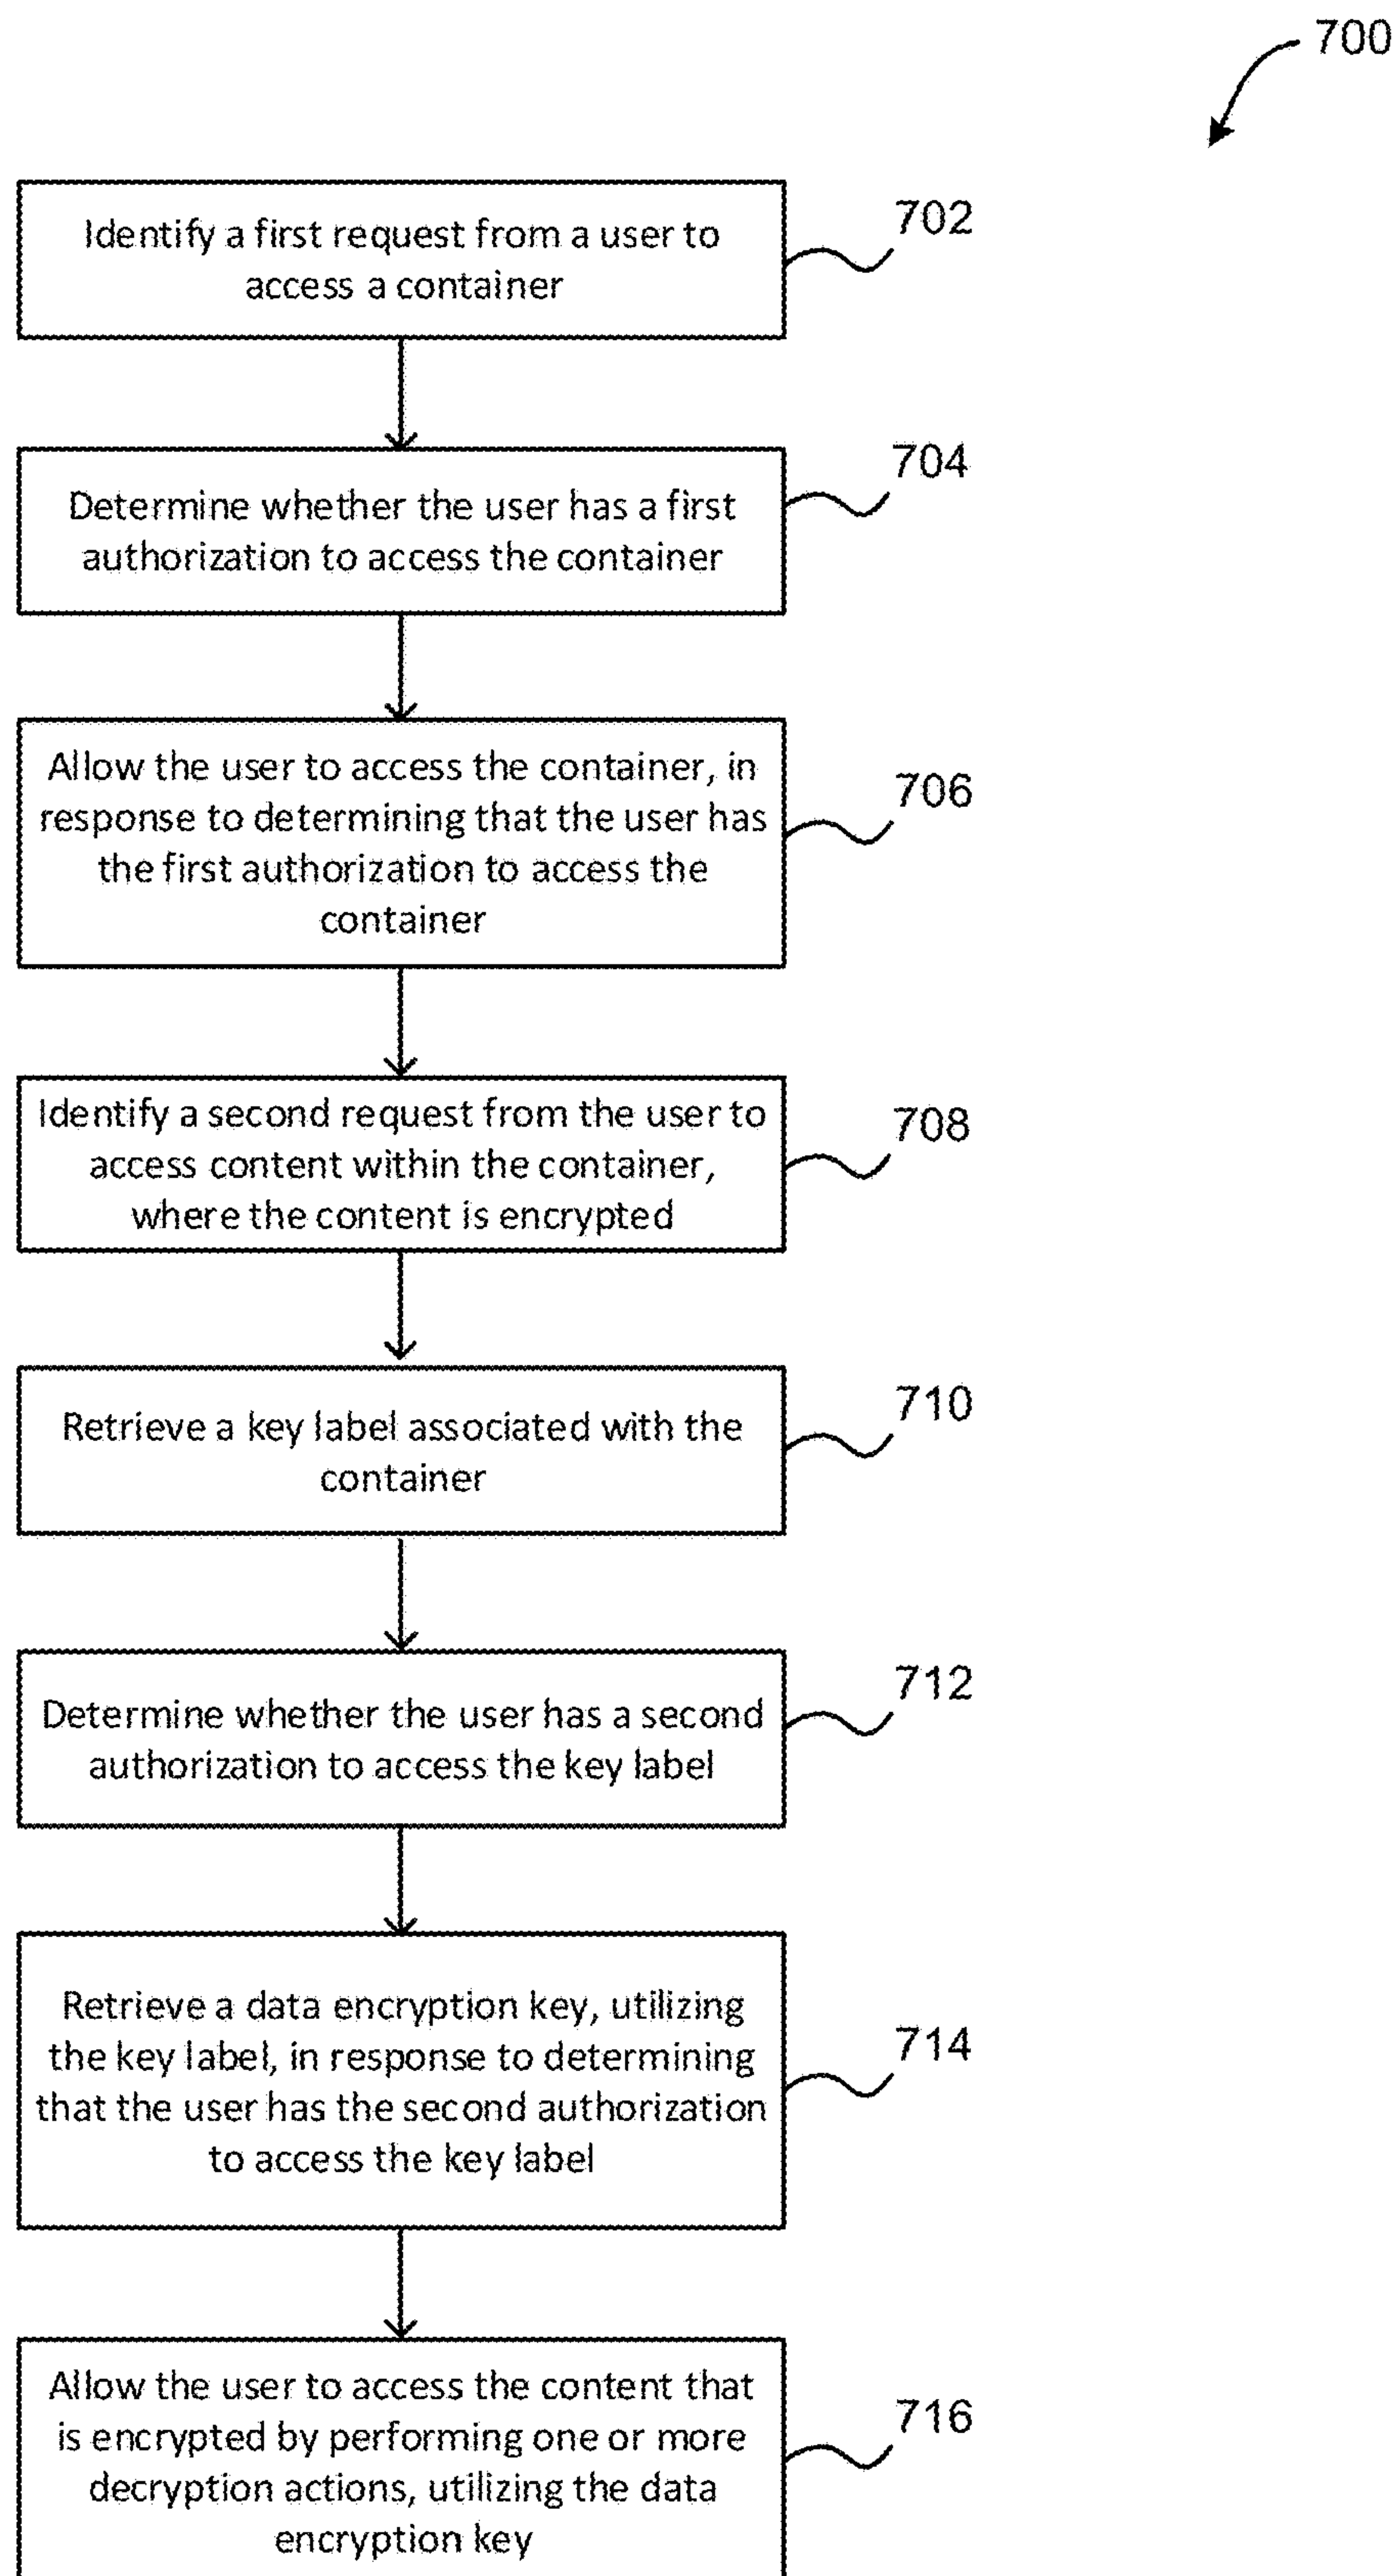 700
Identify a first request from a user to
access a container
702
Determine whether the user has a first
authorization to access the container
704
Allow the user to access the container, in
response to determining that the user has
the first authorization to access the
container
706
Identify a second request from the user to
access content within the container,
where the content is encrypted
708
Retrieve a key label associated with the
container
710
Determine whether the user has a second
authorization to access the key label
712
Retrieve a data encryption key, utilizing
the key label, in response to determining
that the user has the second authorization
to access the key label
714
Allow the user to access the content that
is encrypted by performing one or more
decryption actions, utilizing the data
encryption key
716